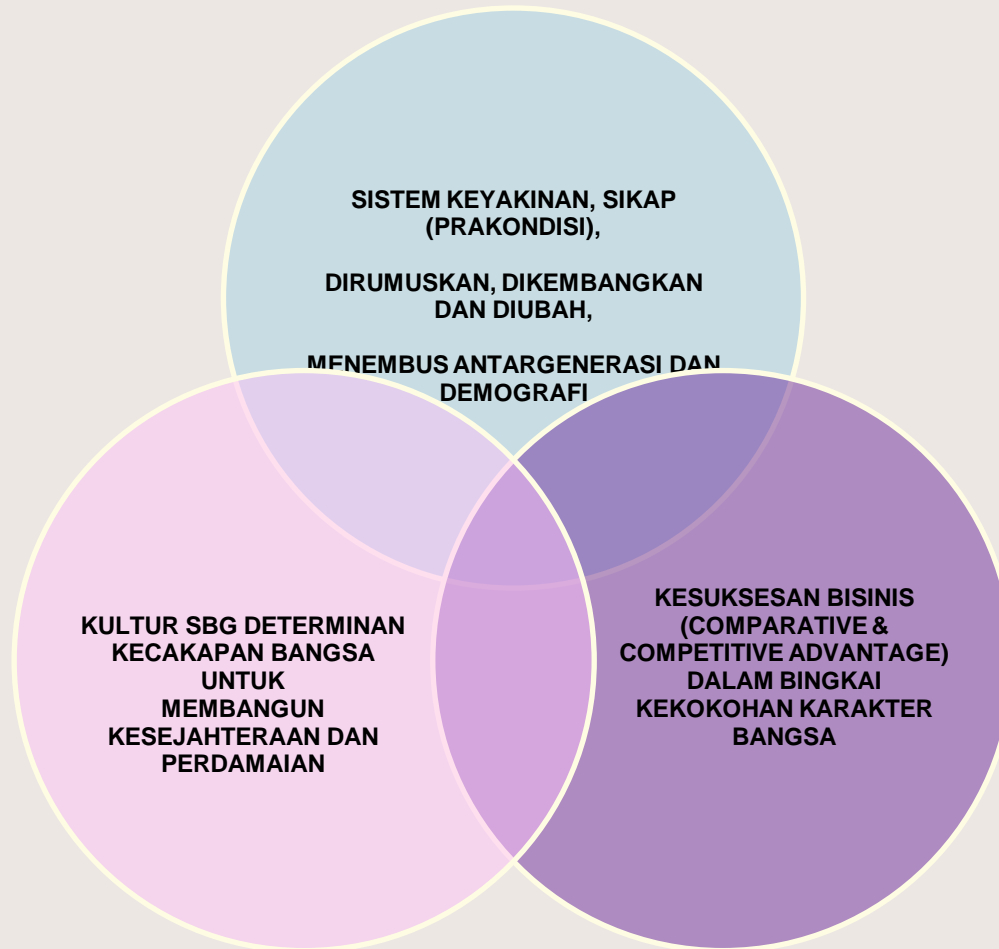 SISTEM KEYAKINAN, SIKAP
(PRAKONDISI),
DIRUMUSKAN, DIKEMBANGKAN
DAN DIUBAH,
MENEMBUS ANTARGENERASI DAN
DEMOGRAFI
KULTUR SBG DETERMINAN
KECAKAPAN BANGSA
UNTUK
MEMBANGUN
KESEJAHTERAAN DAN
PERDAMAIAN
KESUKSESAN BISINIS
(COMPARATIVE &
COMPETITIVE ADVANTAGE)
DALAM BINGKAI
KEKOKOHAN KARAKTER
BANGSA